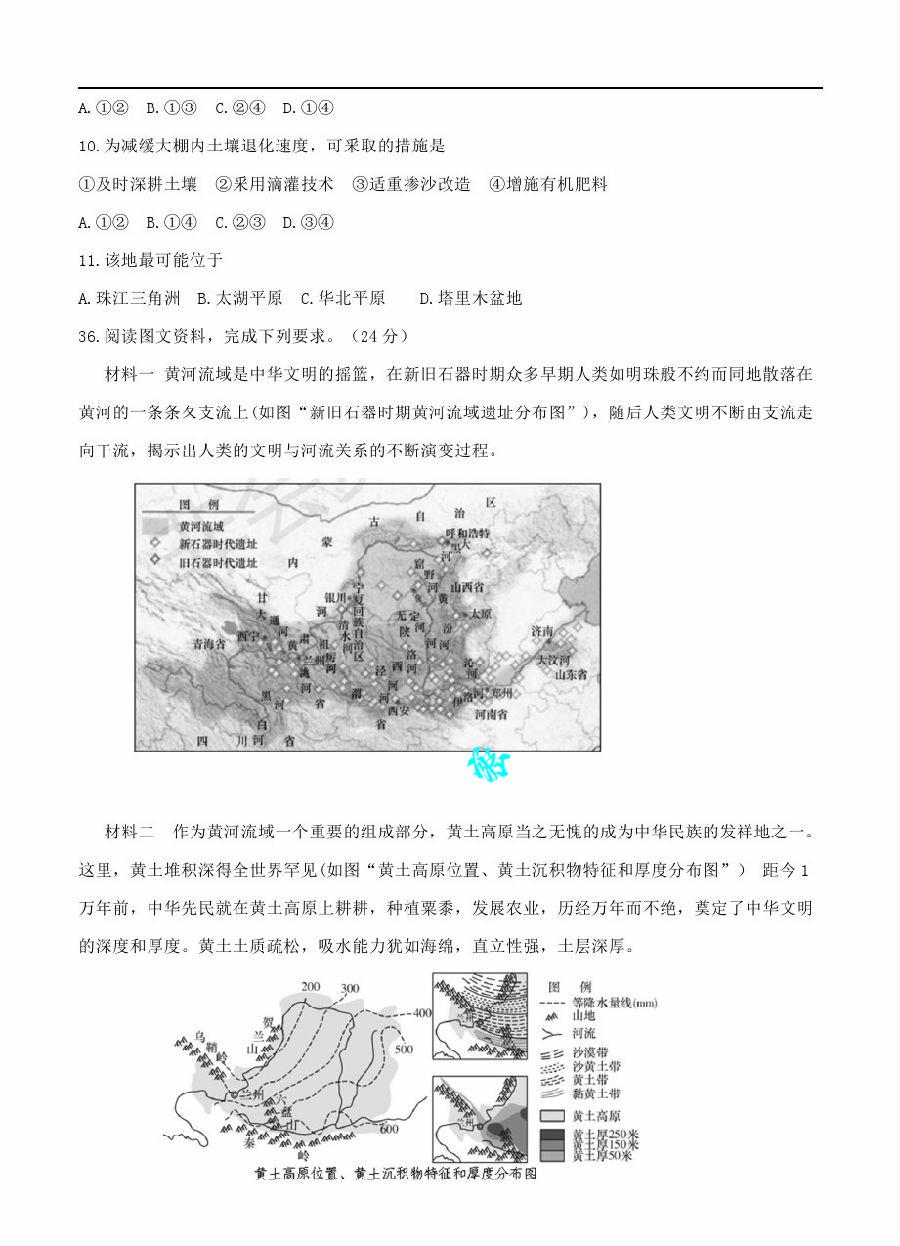 A.①② B.①③ C.②④ D.①④
10.为减缓大棚内土壤退化速度，可采取的措施是
①及时深耕土壤 ②采用滴灌技术 ③适重掺沙改造 ④增施有机肥料
A.①② B.①④ C.②③ D.③④
11.该地最可能位于
A.珠江三角洲 B.太湖平原 C.华北平原 D.塔里木盆地
36.阅读图文资料，完成下列要求。（24 分）
材料一 黄河流域是中华文明的摇篮，在新旧石器时期众多早期人类如明珠般不约而同地散落在
黄河的一条条久支流上(如图“新旧石器时期黄河流域遗址分布图”)，随后人类文明不断由支流走
向干流，揭示出人类的文明与河流关系的不断演变过程。
图 例
黄河流域
新石器时代遗址
旧石器时代遗址
内 蒙 古 自 治 区
呼和浩特
大黑河
窟野河
山西省
黄河
银川
宁夏回族自治区
清水河
无定河
陕西省
汾河
太原
济南
大汶河
山东省
甘肃省
大通河
青海省
西宁
黄河
兰州
祖厉河
洮河
洛河
泾河
沁河
渭河
西安
伊洛河
郑州
河南省
黑河
白河
四 川 省
材料二 作为黄河流域一个重要的组成部分，黄土高原当之无愧的成为中华民族的发祥地之一。
这里，黄土堆积深得全世界罕见(如图“黄土高原位置、黄土沉积物特征和厚度分布图”） 距今 1
万年前，中华先民就在黄土高原上耕耕，种植粟黍，发展农业，历经万年而不绝，奠定了中华文明
的深度和厚度。黄土土质疏松，吸水能力犹如海绵，直立性强，土层深厚。
200 300 400 500 600
乌鞘岭
贺兰山
兰州
盘山
秦 岭
兰州
兰州
图 例
等降水量线(mm)
山地
河流
沙漠带
沙黄土带
黄土带
黏黄土带
黄土高原
黄土厚250米
黄土厚150米
黄土厚50米
黄土高原位置、黄土沉积物特征和厚度分布图